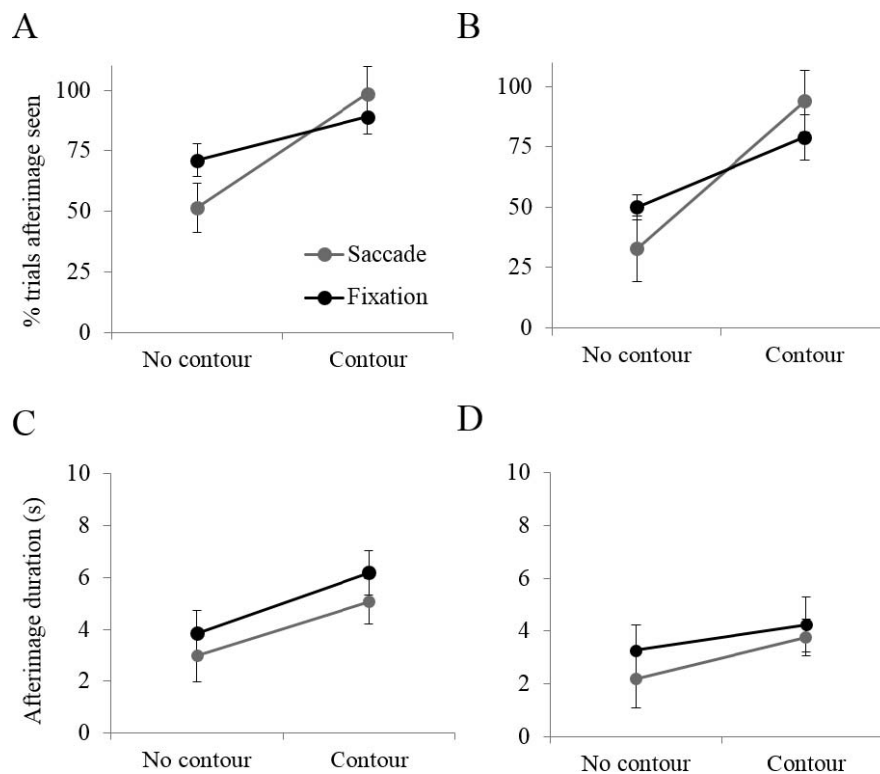 A
B
% trials afterimage seen
100
75
50
25
0
Saccade
Fixation
No contour
Contour
100
75
50
25
0
No contour
Contour
C
D
Afterimage duration (s)
10
8
6
4
2
0
No contour
Contour
10
8
6
4
2
0
No contour
Contour